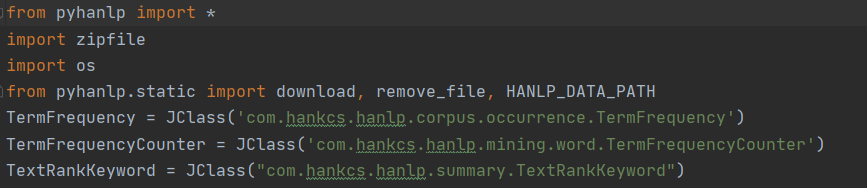 from pyhanlp import *
import zipfile
import os
from pyhanlp.static import download, remove_file, HANLP_DATA_PATH
TermFrequency = JClass('com.hankcs.hanlp.corpus.occurrence.TermFrequency')
TermFrequencyCounter = JClass('com.hankcs.hanlp.mining.word.TermFrequencyCounter')
TextRankKeyword = JClass("com.hankcs.hanlp.summary.TextRankKeyword")